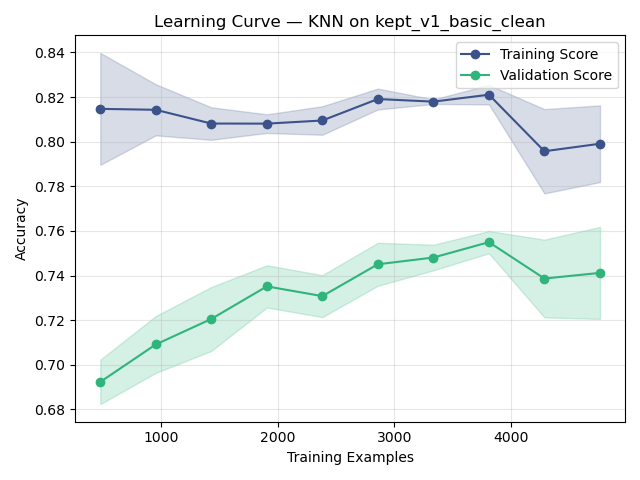 Learning Curve — KNN on kept_v1_basic_clean
Training Score
Validation Score
Accuracy
0.84
0.82
0.80
0.78
0.76
0.74
0.72
0.70
0.68
1000 2000 3000 4000
Training Examples